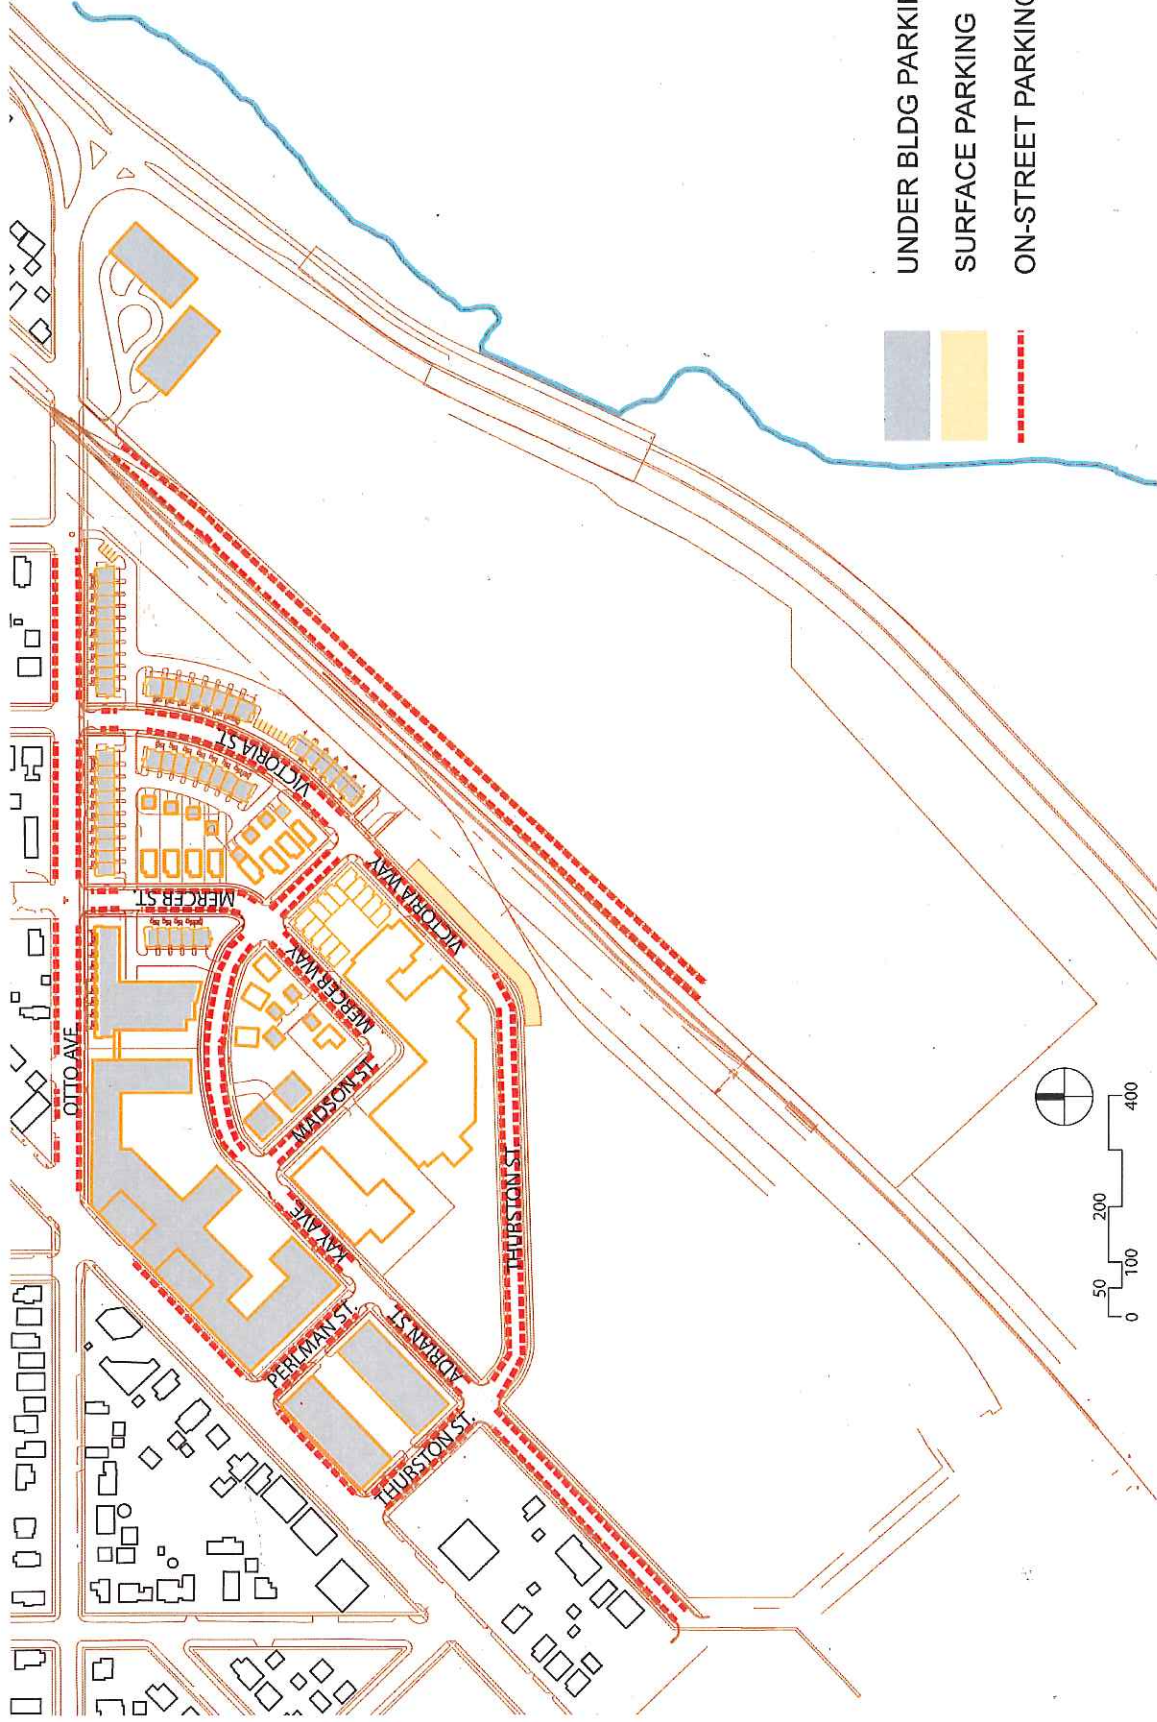 OTTO AVE
VICTORIA ST.
MERCER ST.
VICTORIA WAY
MERCER WAY
MADSON ST.
KAY AVE
THURSTON ST.
PERLMAN ST.
ADRIAN ST
THURSTON ST.
0 50 100 200 400
UNDER BLDG PARKI
SURFACE PARKING
ON-STREET PARKING